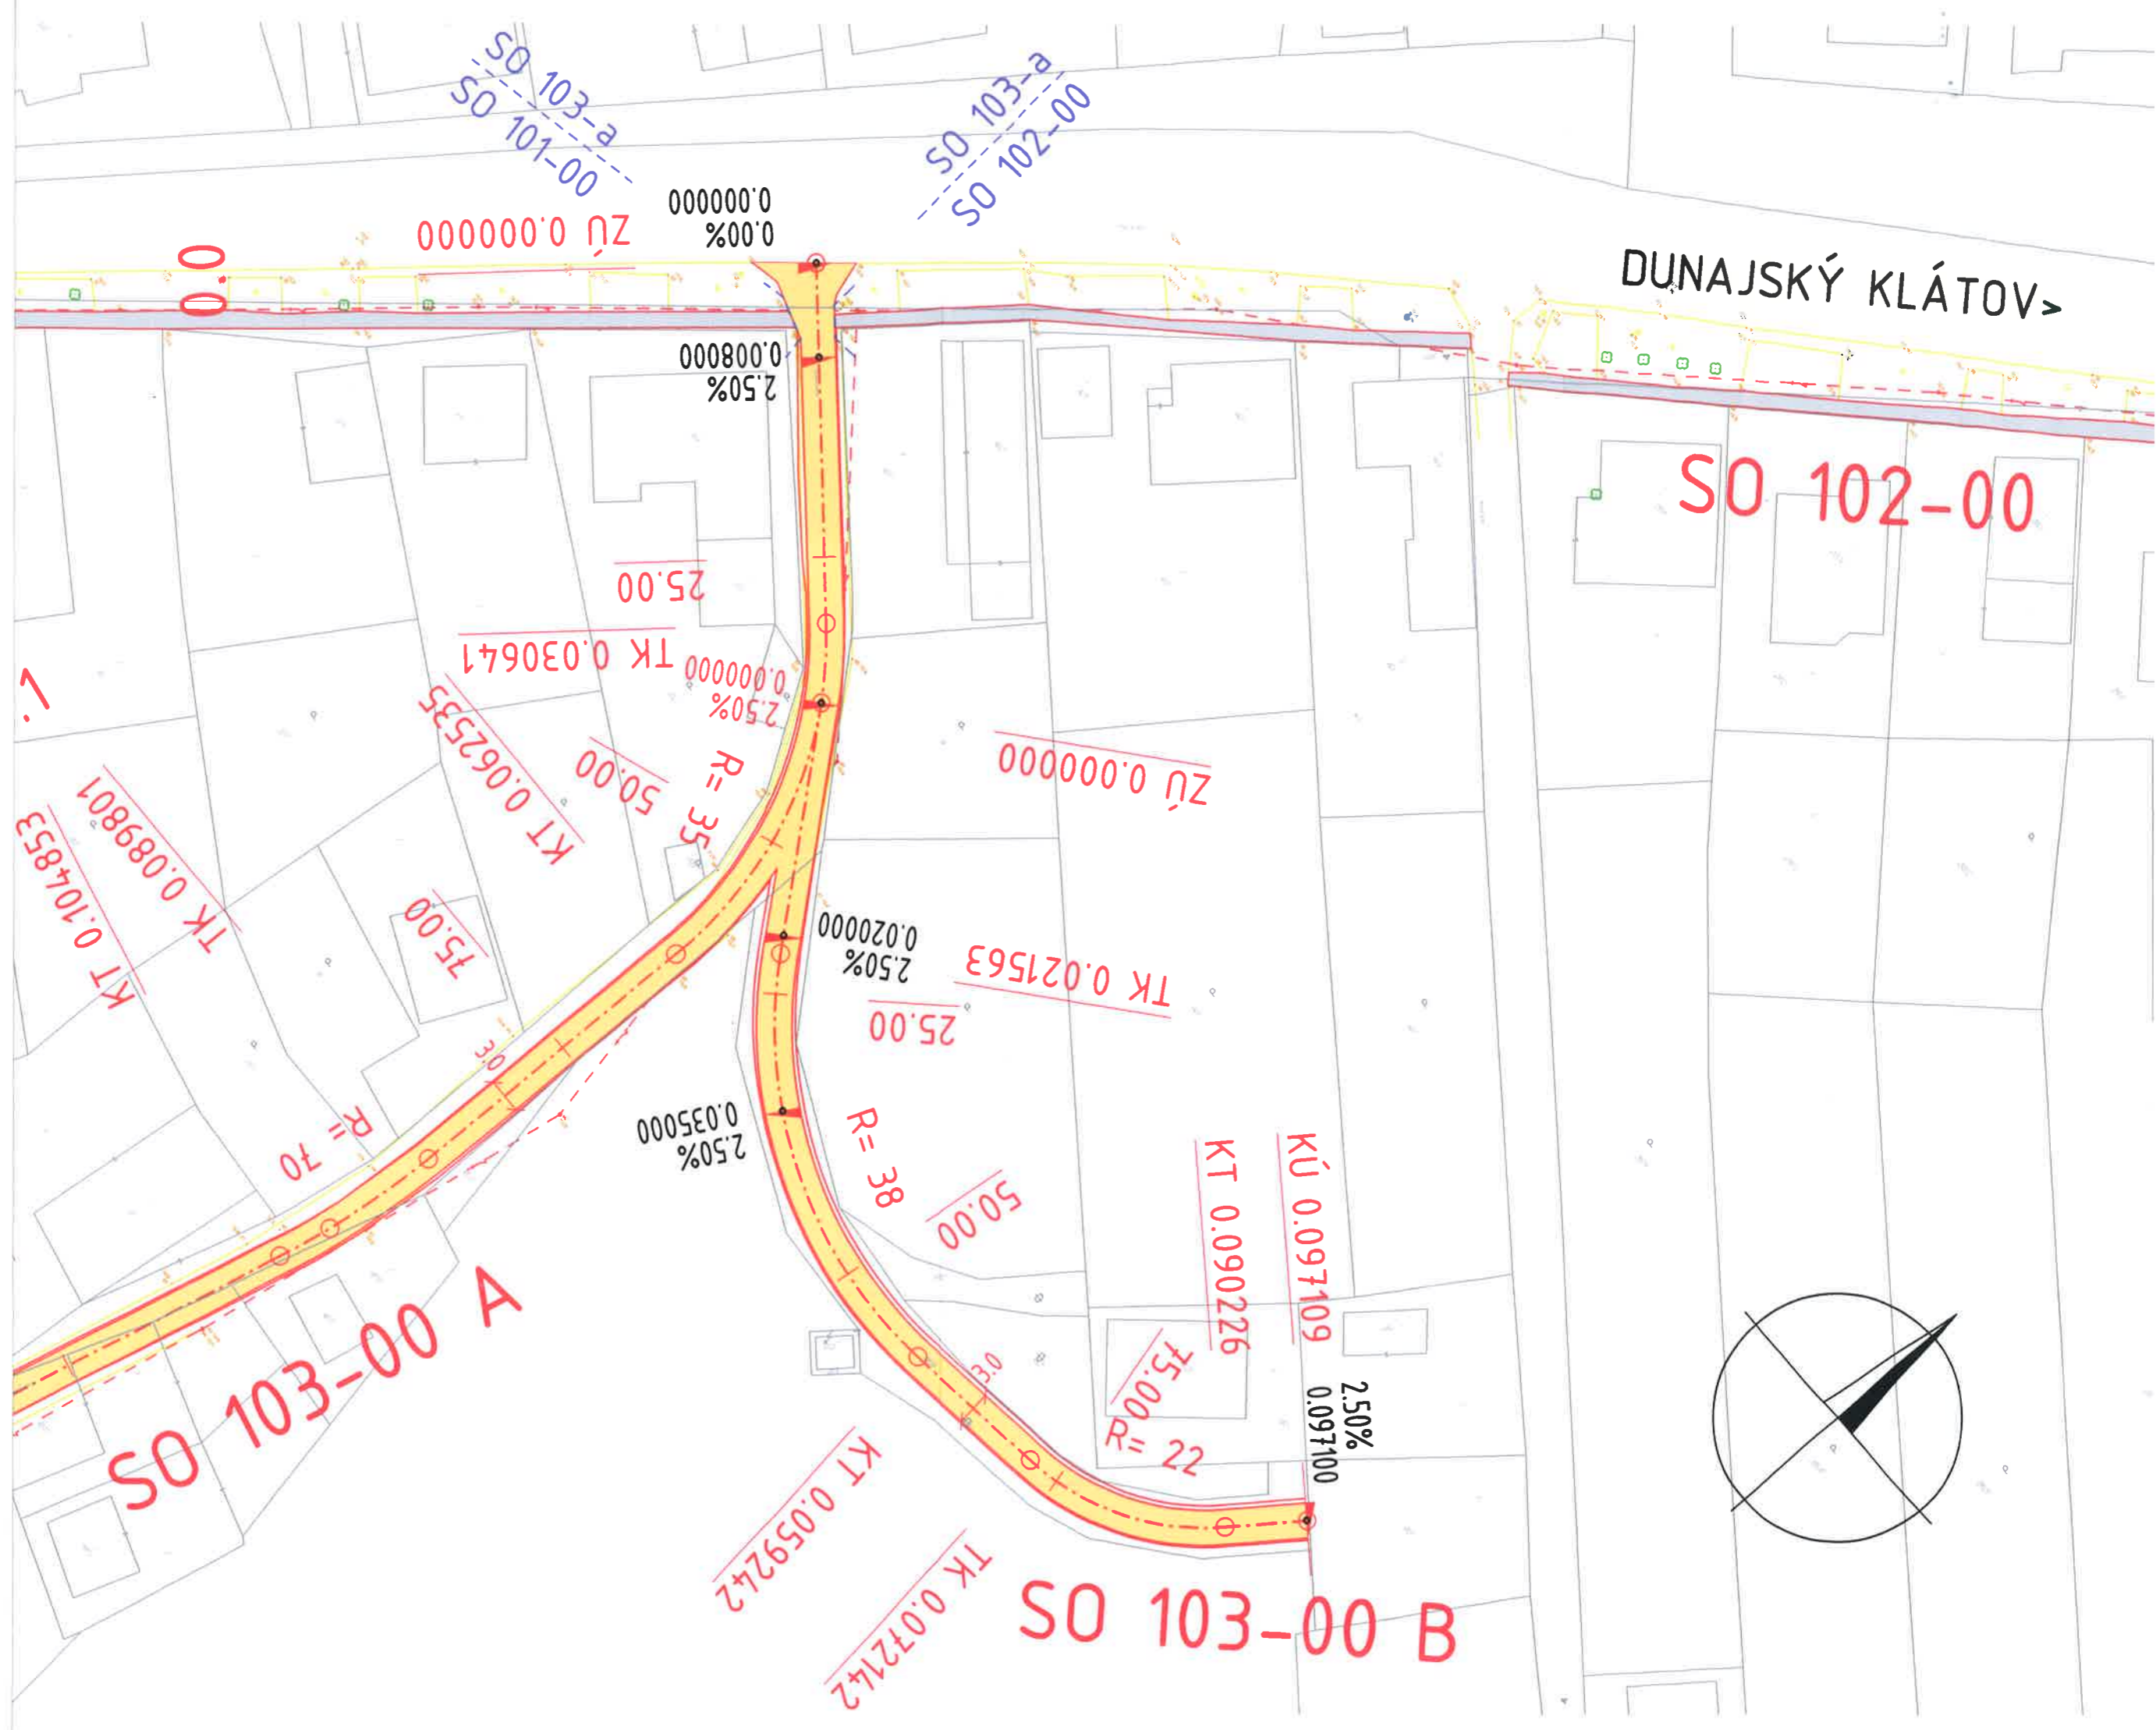 SO 103-a
SO 101-00
SO 103-a
SO 102-00
0.000000
0.00%
ZÚ 0.000000
00
DUNAJSKÝ KLÁTOV>
0.008000
2.50%
SO 102-00
25.00
TK 0.030641
0.000000
2.50%
KT 0.062535
50.00
R= 35
ZÚ 0.000000
.1
TK 0.089801
KT 0.104853
75.00
0.020000
2.50%
TK 0.021563
25.00
3.0
R= 70
0.035000
2.50%
R= 38
50.00
KT 0.090226
KÚ 0.097109
SO 103-00 A
3.0
75.00
R= 22
2.50%
0.097100
KT 0.059242
TK 0.072142
SO 103-00 B